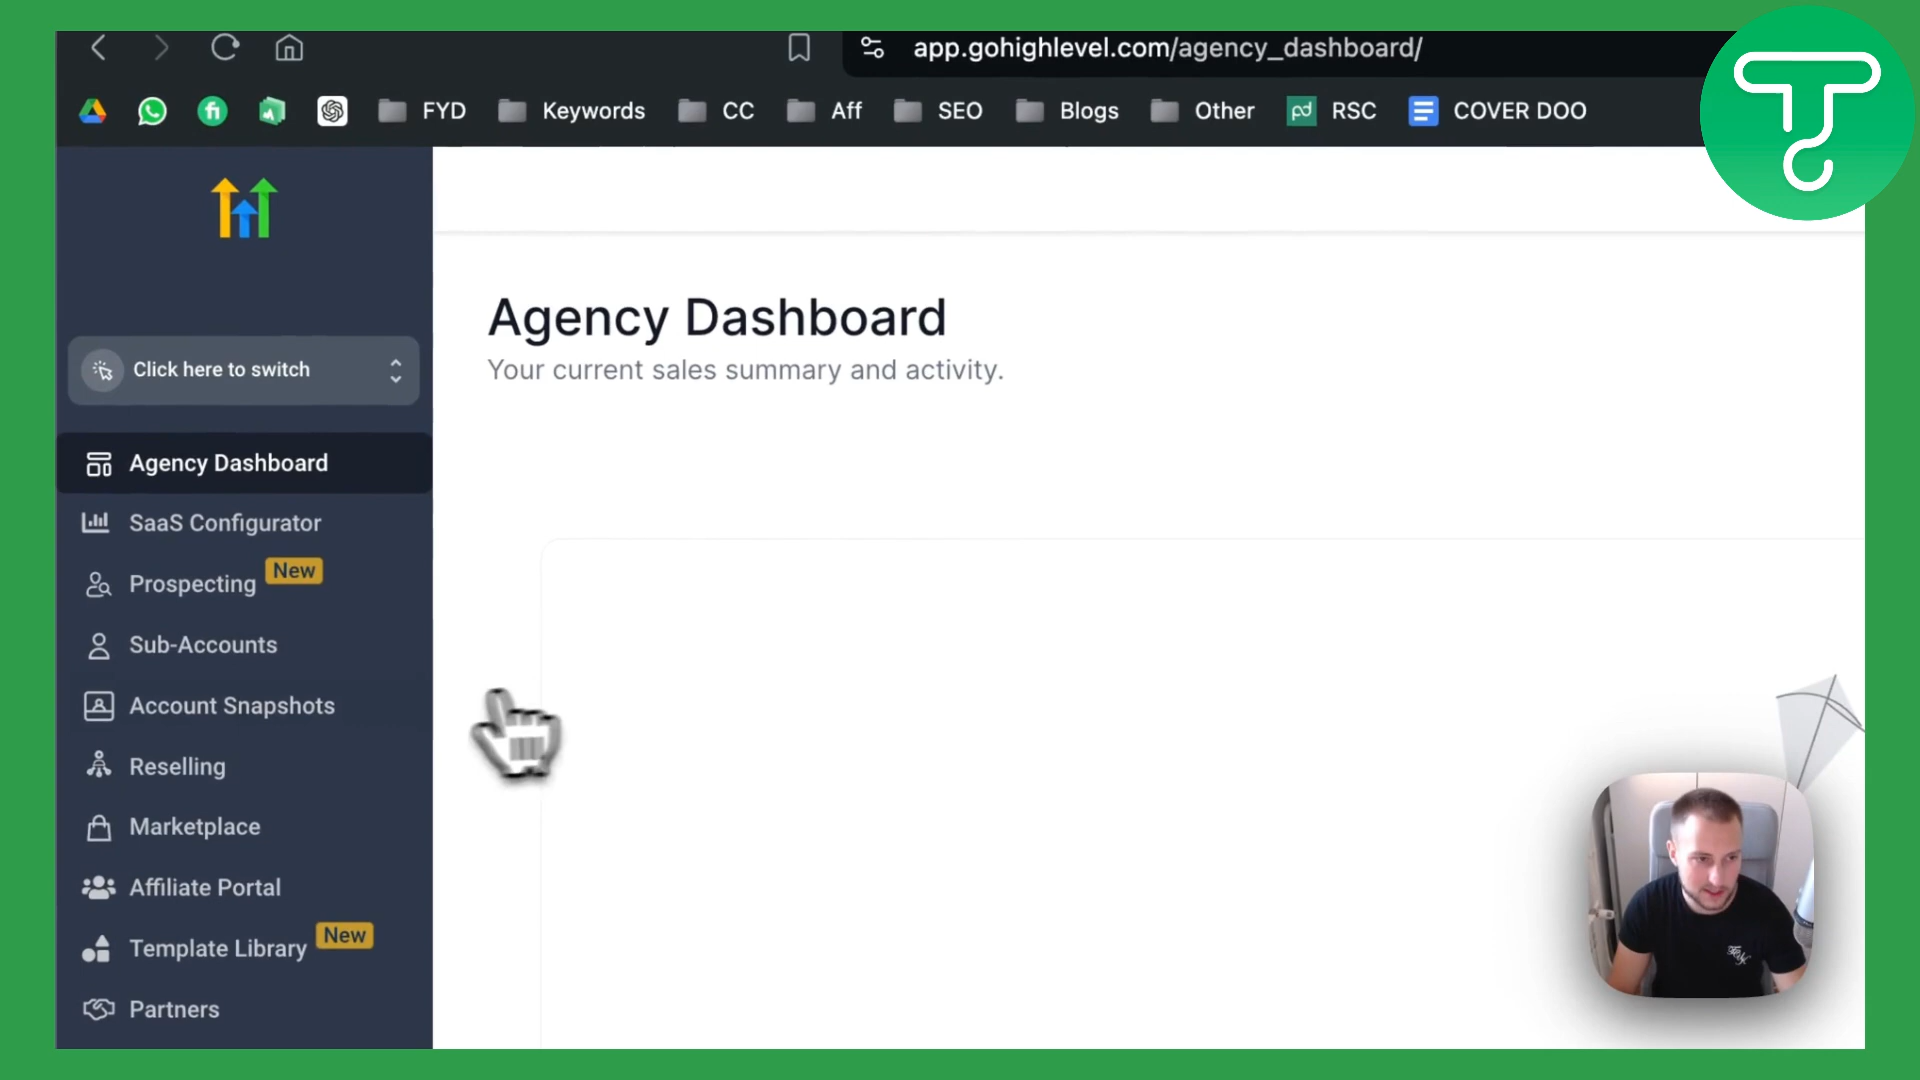 app.gohighlevel.com/agency_dashboard/
FYD Keywords CC Aff SEO Blogs Other pd RSC COVER DOO
Click here to switch
Agency Dashboard
SaaS Configurator
Prospecting New
Sub-Accounts
Account Snapshots
Reselling
Marketplace
Affiliate Portal
Template Library New
Partners
Agency Dashboard
Your current sales summary and activity.